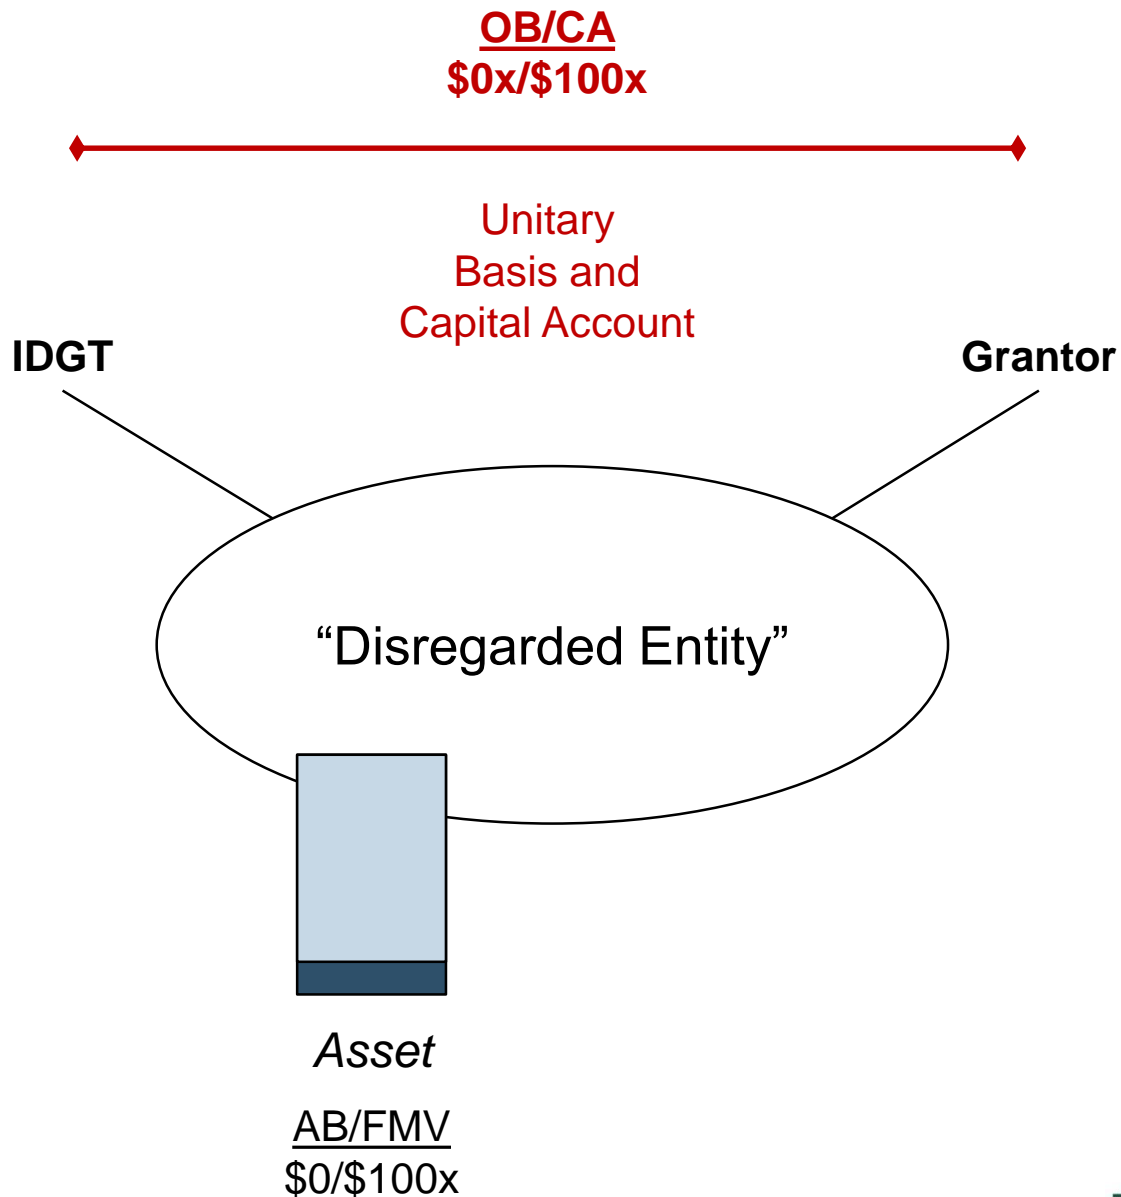 OB/CA
$0x/$100x
Unitary
Basis and
Capital Account
IDGT
Grantor
“Disregarded Entity”
Asset
AB/FMV
$0/$100x